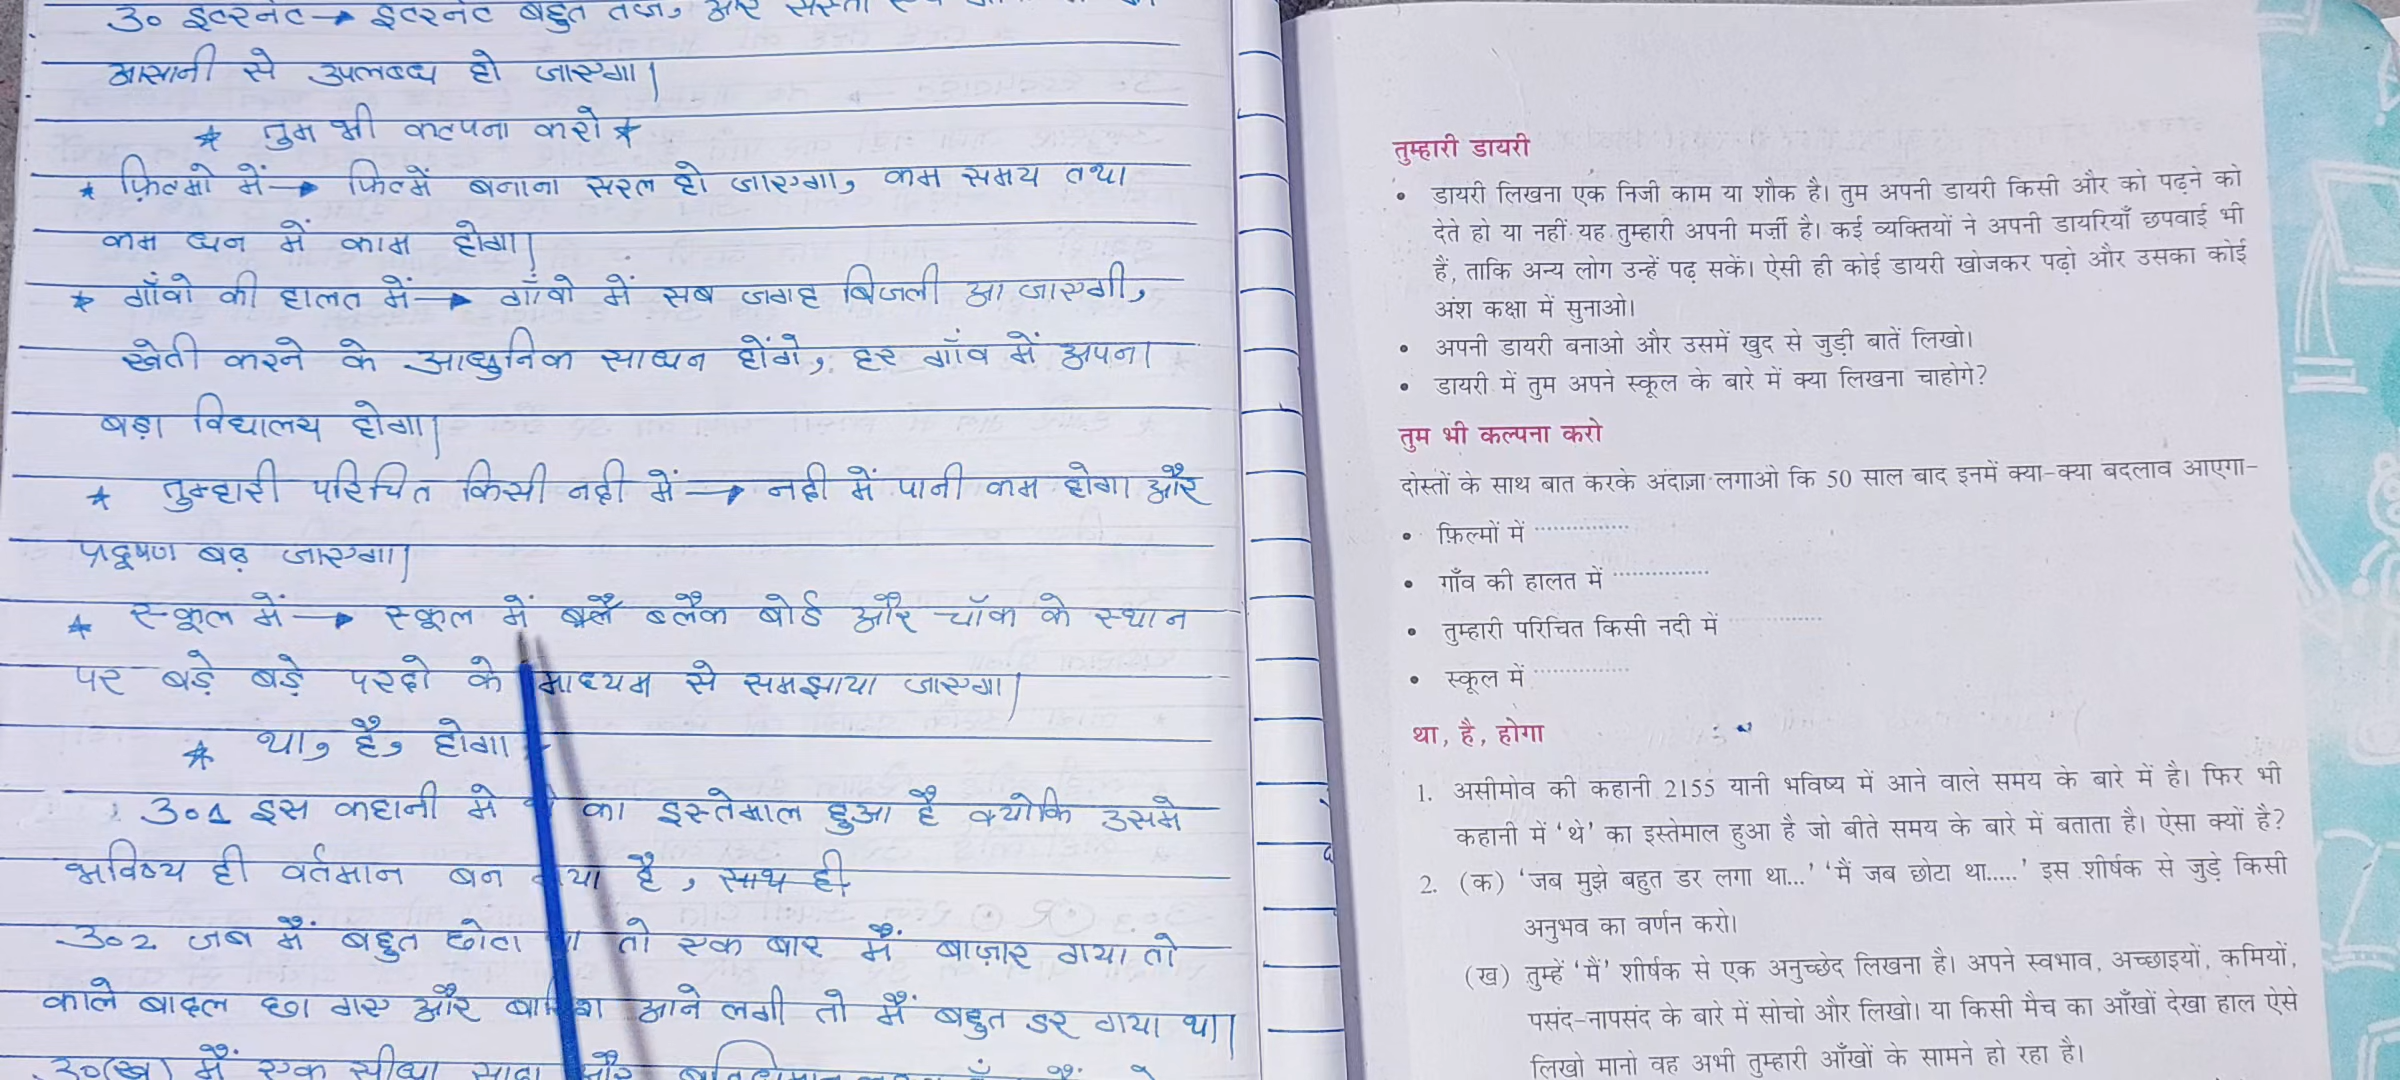 उ० इंटरनेट → इंटरनेट बहुत तेज, और सस्ता
आसानी से उपलब्ध हो जाएगा।
* तुम भी कल्पना करो *
* फ़िल्मो में → फिल्में बनाना सरल हो जाएगा, कम समय तथा
कम धन में काम होगा।
* गाँवो की हालत में → गाँवो में सब जगह बिजली आ जाएगी,
खेती करने के आधुनिक साधन होंगे, हर गाँव में अपना
बड़ा विधालय होगा।
* तुम्हारी परिचित किसी नदी में → नदी में पानी कम होगा और
प्रदूषण बढ़ जाएगा।
* स्कूल में → स्कूल में ब्लैक बोर्ड और चॉक के स्थान
पर बड़े बड़े परदो के माध्यम से समझाया जाएगा।
* था, है, होगा
उ०1 इस कहानी मे का इस्तेमाल हुआ है क्योकि उसमे
भविष्य ही वर्तमान बन गया है, साथ ही
उ०2 जब मैं बहुत छोटा था तो एक बार मैं बाज़ार गया तो
काले बादल छा गए और बारिश आने लगी तो मैं बहुत डर गया था।
उ०(ख) मैं एक सीधा सादा और
तुम्हारी डायरी
• डायरी लिखना एक निजी काम या शौक है। तुम अपनी डायरी किसी और को पढ़ने को
देते हो या नहीं यह तुम्हारी अपनी मर्ज़ी है। कई व्यक्तियों ने अपनी डायरियाँ छपवाई भी
हैं, ताकि अन्य लोग उन्हें पढ़ सकें। ऐसी ही कोई डायरी खोजकर पढ़ो और उसका कोई
अंश कक्षा में सुनाओ।
• अपनी डायरी बनाओ और उसमें खुद से जुड़ी बातें लिखो।
• डायरी में तुम अपने स्कूल के बारे में क्या लिखना चाहोगे?
तुम भी कल्पना करो
दोस्तों के साथ बात करके अंदाज़ा लगाओ कि 50 साल बाद इनमें क्या-क्या बदलाव आएगा–
• फ़िल्मों में ...............
• गाँव की हालत में ...............
• तुम्हारी परिचित किसी नदी में ...............
• स्कूल में ...............
था, है, होगा
1. असीमोव की कहानी 2155 यानी भविष्य में आने वाले समय के बारे में है। फिर भी
कहानी में 'थे' का इस्तेमाल हुआ है जो बीते समय के बारे में बताता है। ऐसा क्यों है?
2. (क) 'जब मुझे बहुत डर लगा था...' 'मैं जब छोटा था.....' इस शीर्षक से जुड़े किसी
अनुभव का वर्णन करो।
(ख) तुम्हें 'मैं' शीर्षक से एक अनुच्छेद लिखना है। अपने स्वभाव, अच्छाइयों, कमियों,
पसंद-नापसंद के बारे में सोचो और लिखो। या किसी मैच का आँखों देखा हाल ऐसे
लिखो मानो वह अभी तुम्हारी आँखों के सामने हो रहा है।